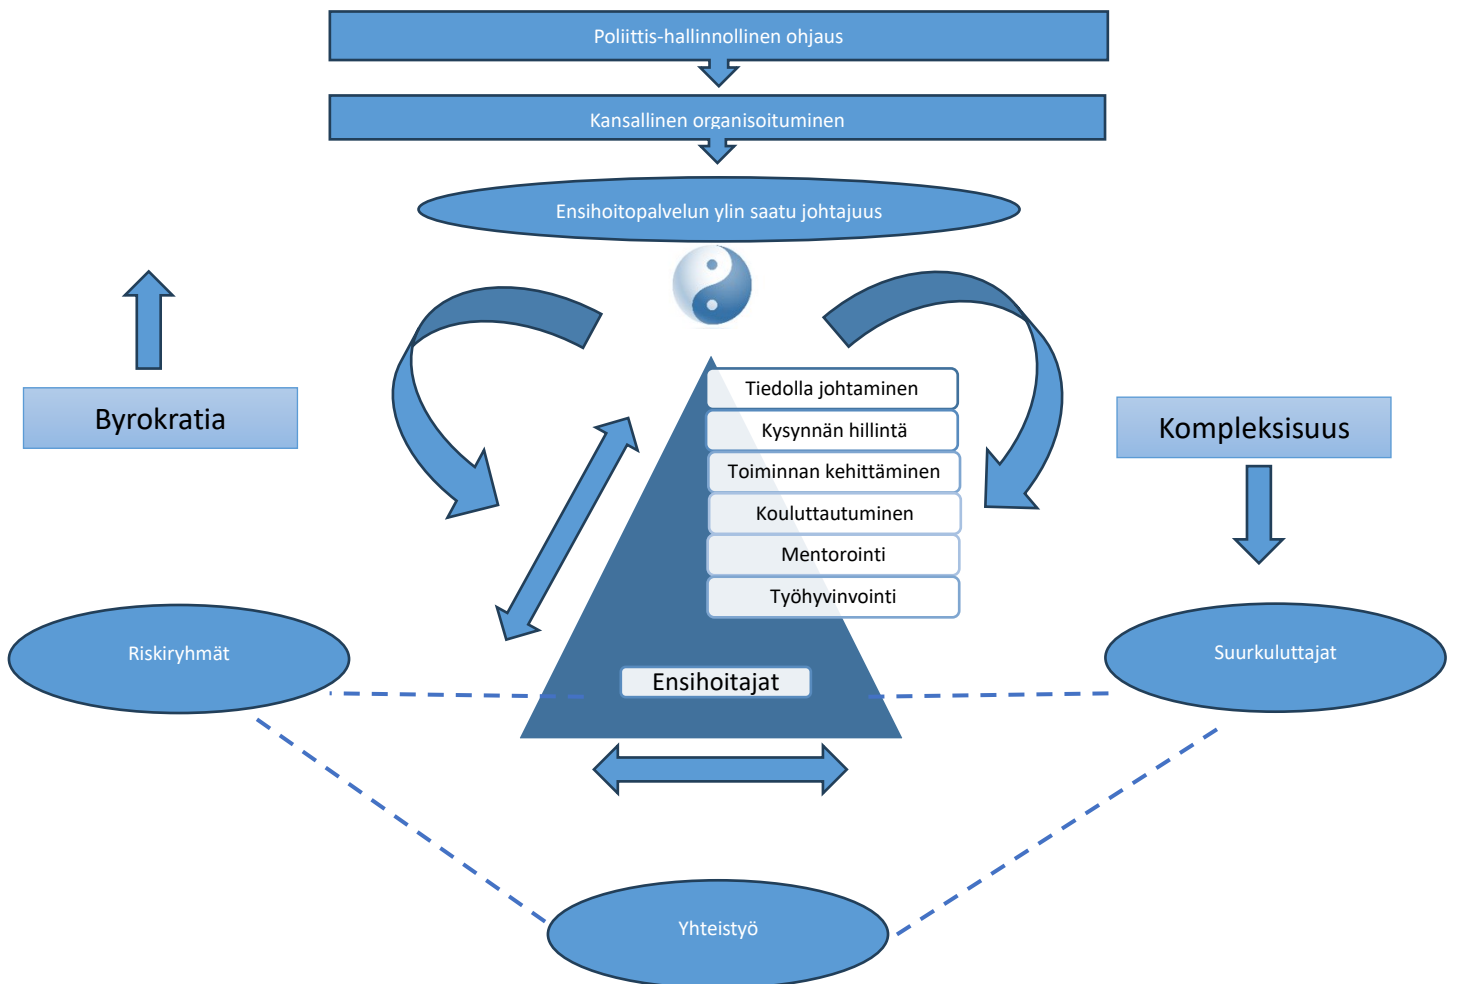 Poliittis-hallinnollinen ohjaus
Kansallinen organisoituminen
Ensihoitopalvelun ylin saatu johtajuus
Byrokratia
Kompleksisuus
Tiedolla johtaminen
Kysynnän hillintä
Toiminnan kehittäminen
Kouluttautuminen
Mentorointi
Työhyvinvointi
Riskiryhmät
Suurkuluttajat
Ensihoitajat
Yhteistyö